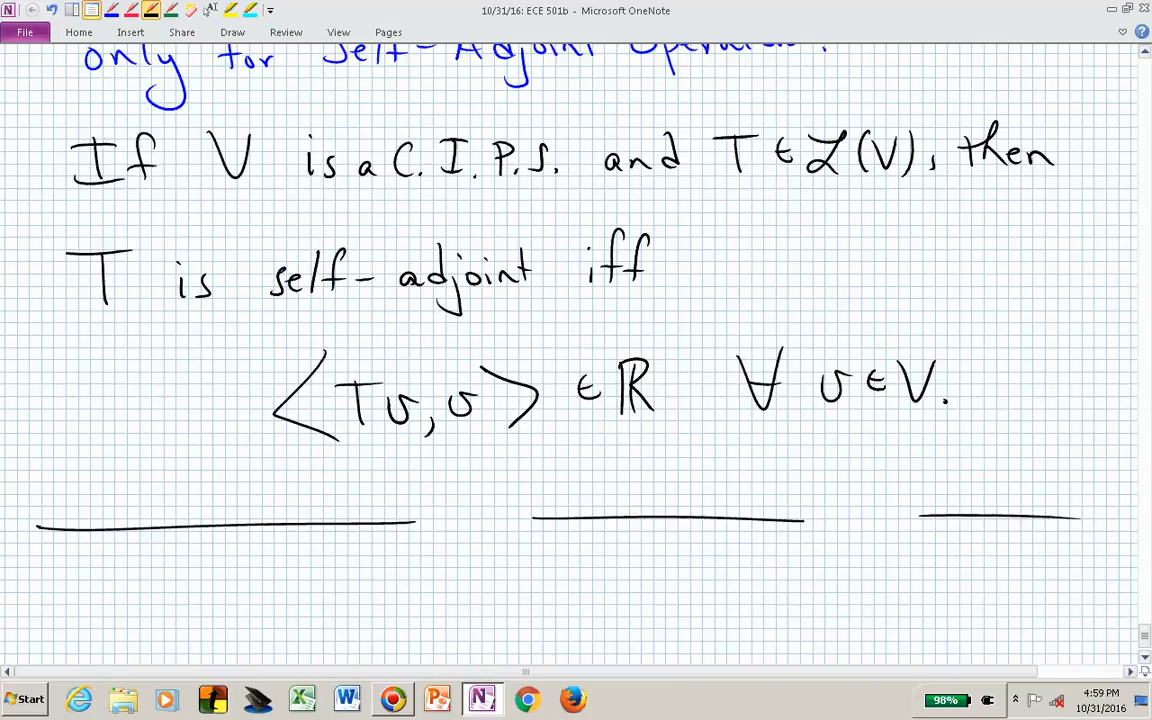 10/31/16: ECE 501b - Microsoft OneNote
File Home Insert Share Draw Review View Pages
only for Self-Adjoint Operators.
If V is a C.I.P.S. and T ∈ ℒ(V), then
T is self-adjoint iff
<Tv, v> ∈ ℝ ∀ v ∈ V.
Start
98%
4:59 PM
10/31/2016